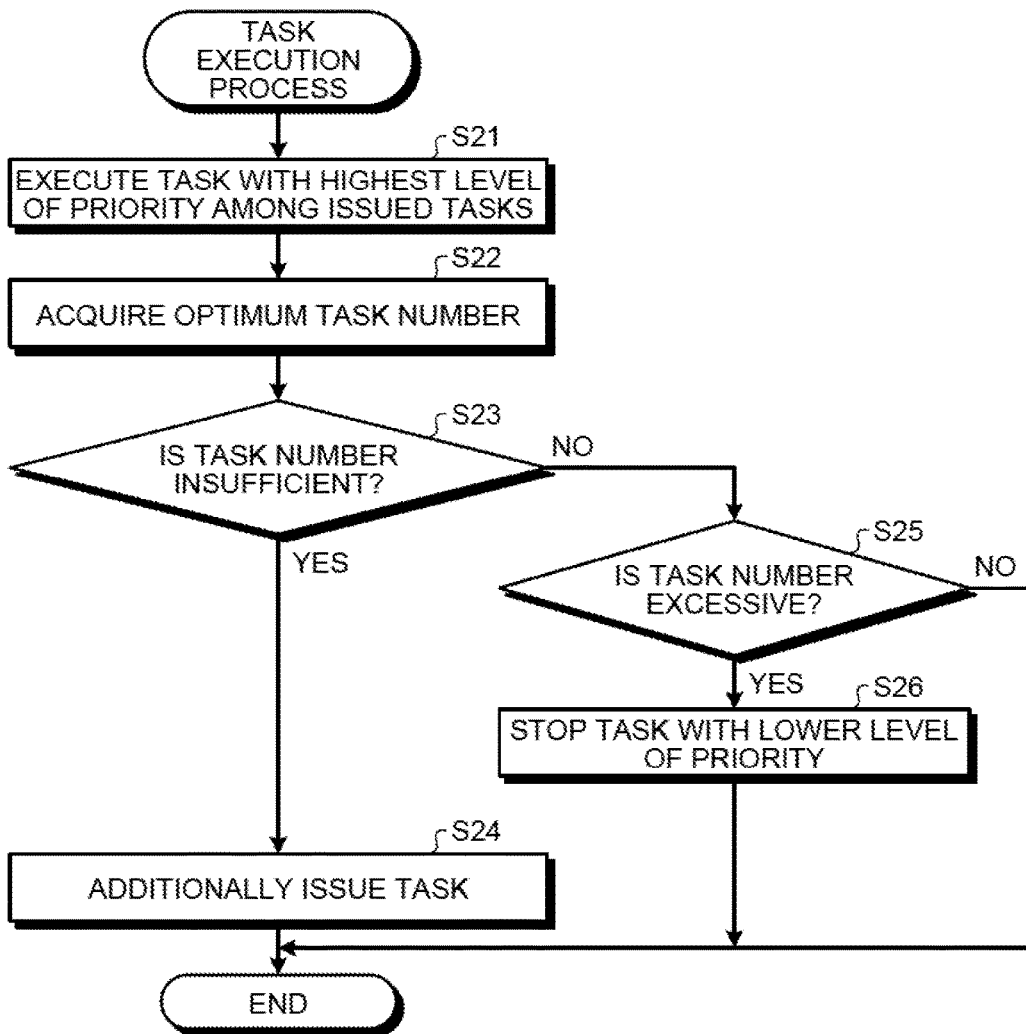 TASK
EXECUTION
PROCESS
S21
EXECUTE TASK WITH HIGHEST LEVEL
OF PRIORITY AMONG ISSUED TASKS
S22
ACQUIRE OPTIMUM TASK NUMBER
S23
IS TASK NUMBER
INSUFFICIENT?
NO
YES
S25
IS TASK NUMBER
EXCESSIVE?
NO
YES
S26
STOP TASK WITH LOWER LEVEL
OF PRIORITY
S24
ADDITIONALLY ISSUE TASK
END